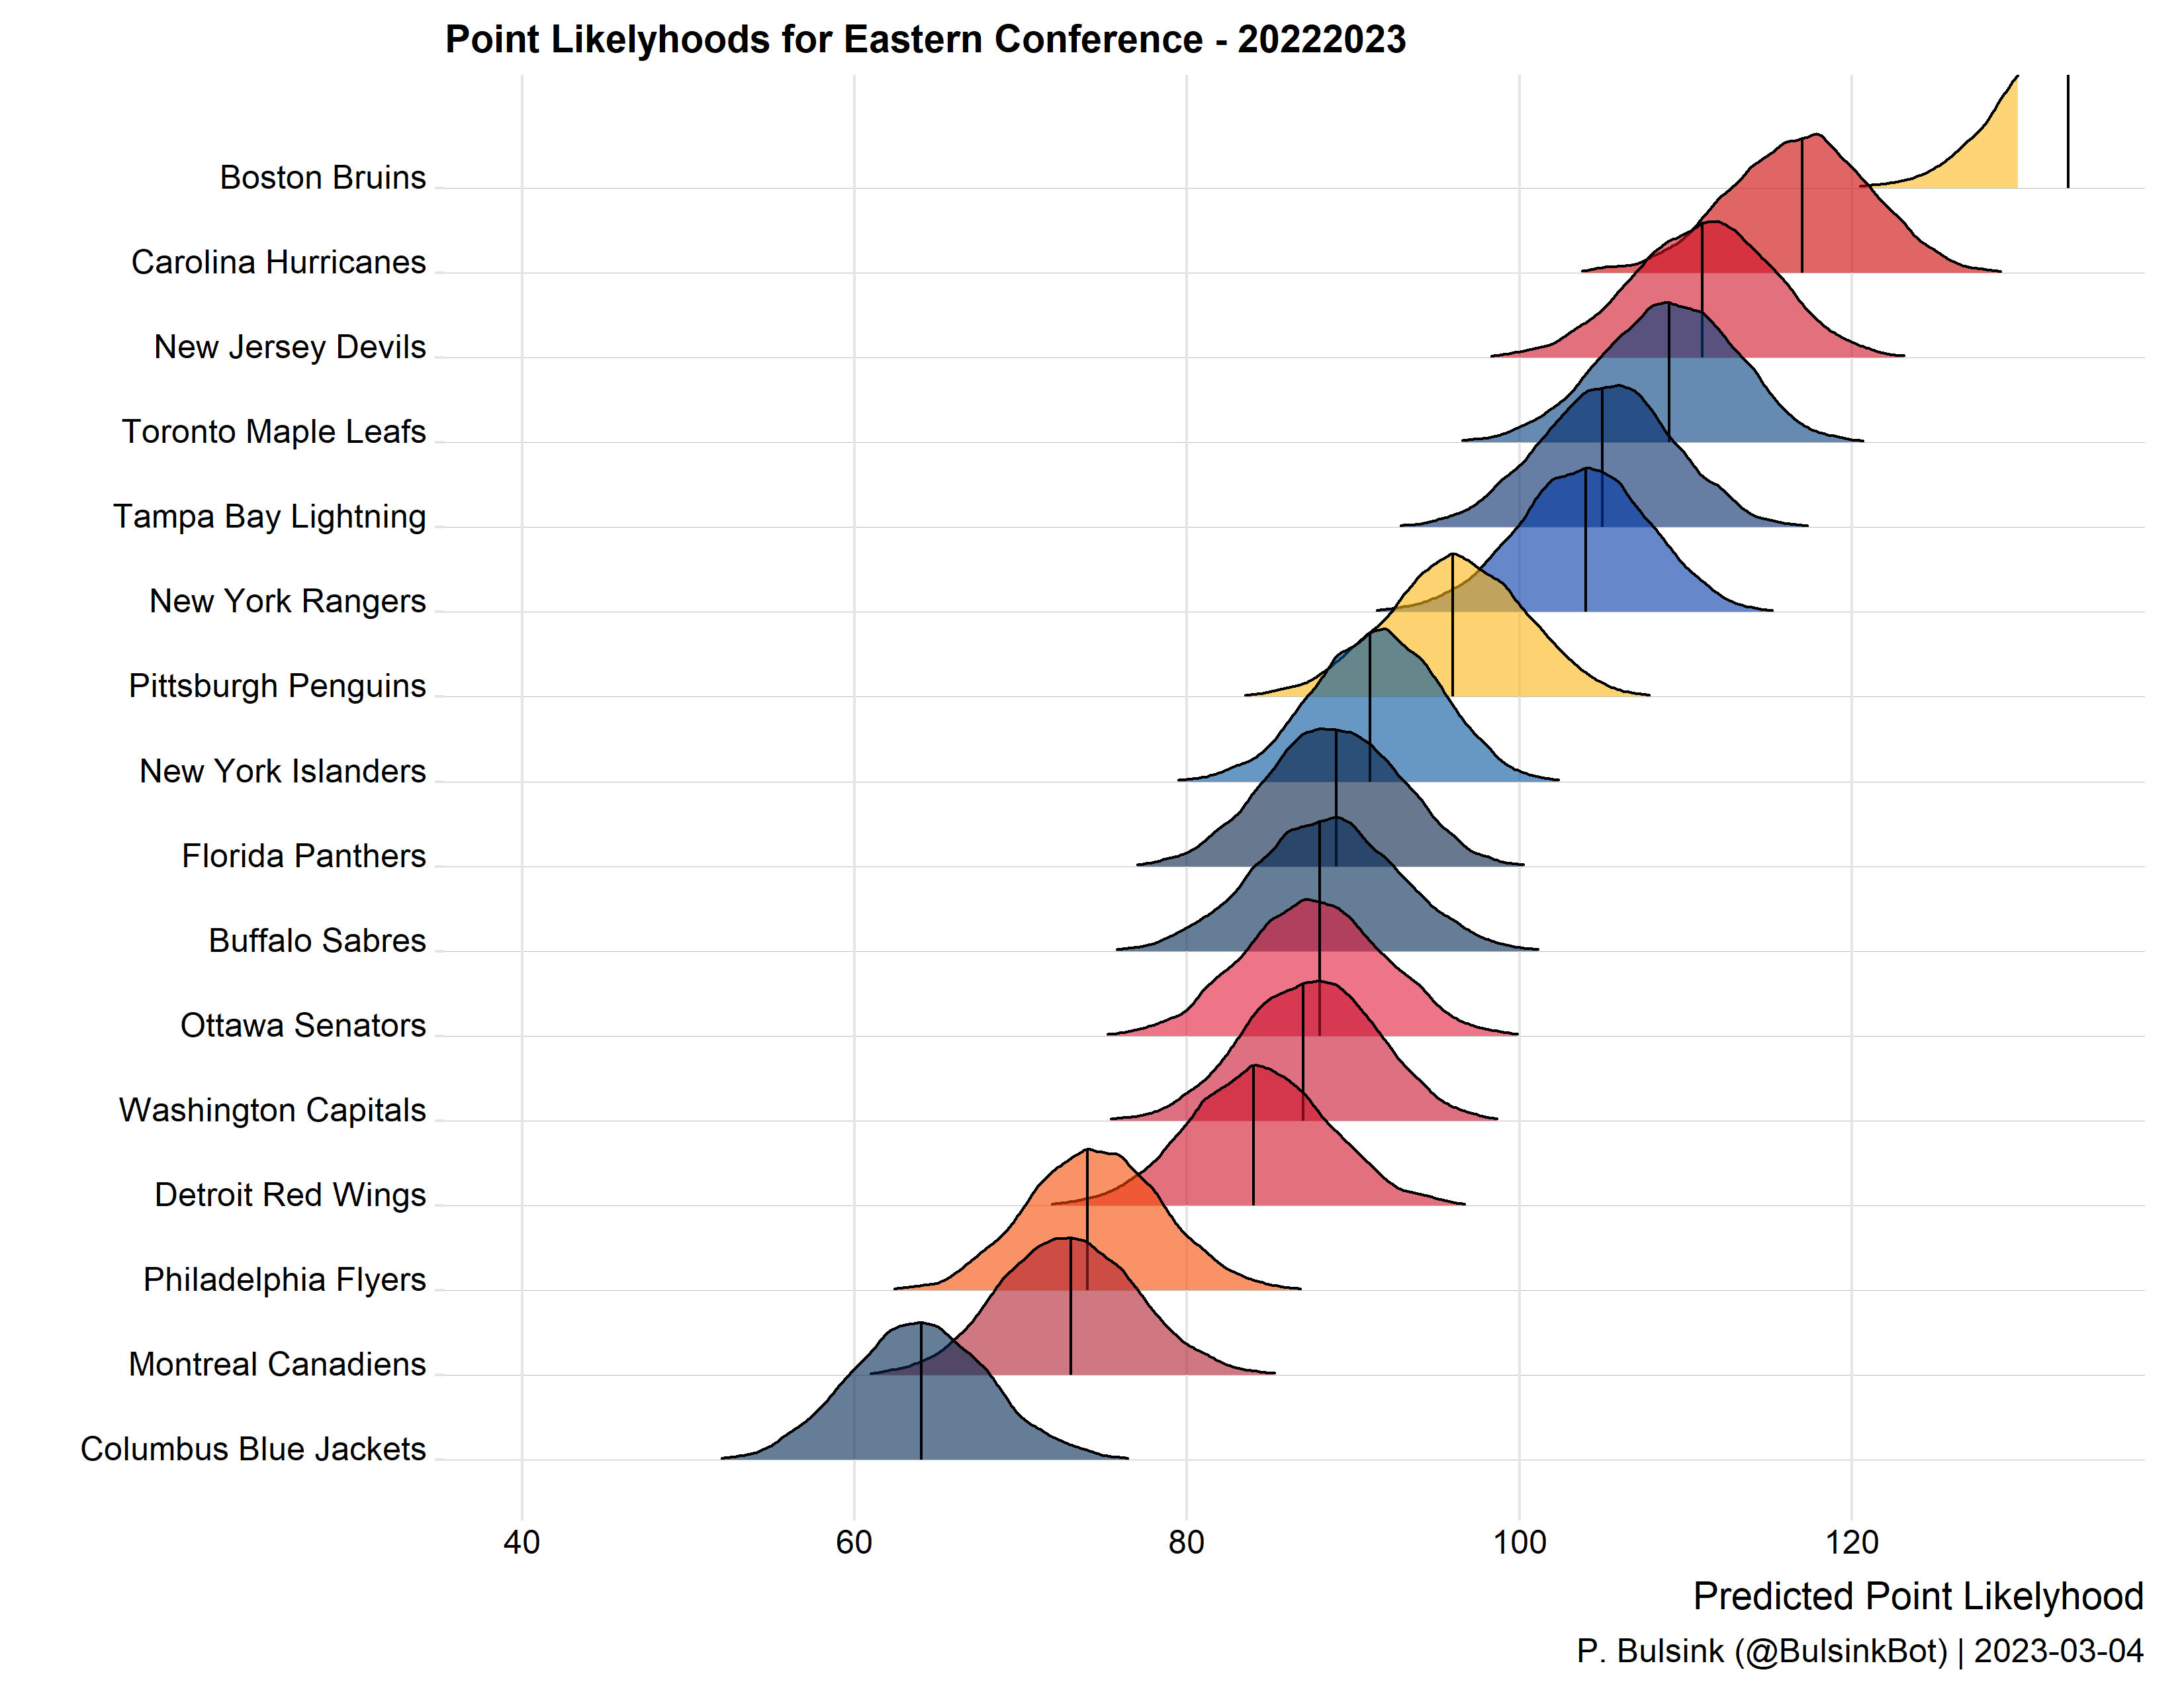 Point Likelyhoods for Eastern Conference - 20222023
Boston Bruins
Carolina Hurricanes
New Jersey Devils
Toronto Maple Leafs
Tampa Bay Lightning
New York Rangers
Pittsburgh Penguins
New York Islanders
Florida Panthers
Buffalo Sabres
Ottawa Senators
Washington Capitals
Detroit Red Wings
Philadelphia Flyers
Montreal Canadiens
Columbus Blue Jackets
40 60 80 100 120
Predicted Point Likelyhood
P. Bulsink (@BulsinkBot) | 2023-03-04